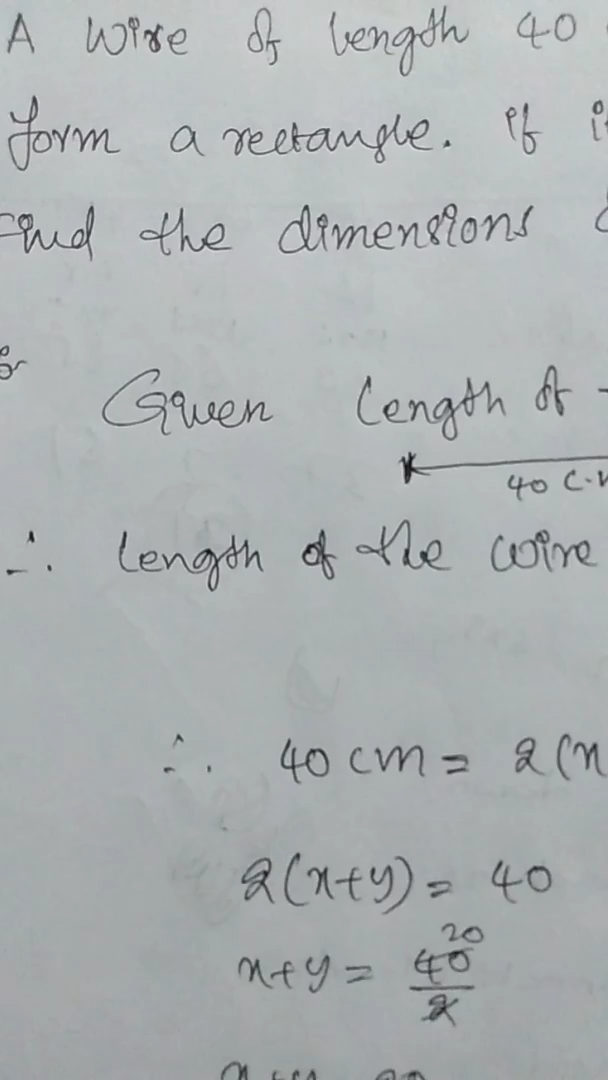 A wire of length 40
form a rectangle. If
find the dimensions
Given length of
40 c.
∴ length of the wire
∴ 40 cm = 2(x
2(x+y) = 40
x+y = 40/2
20